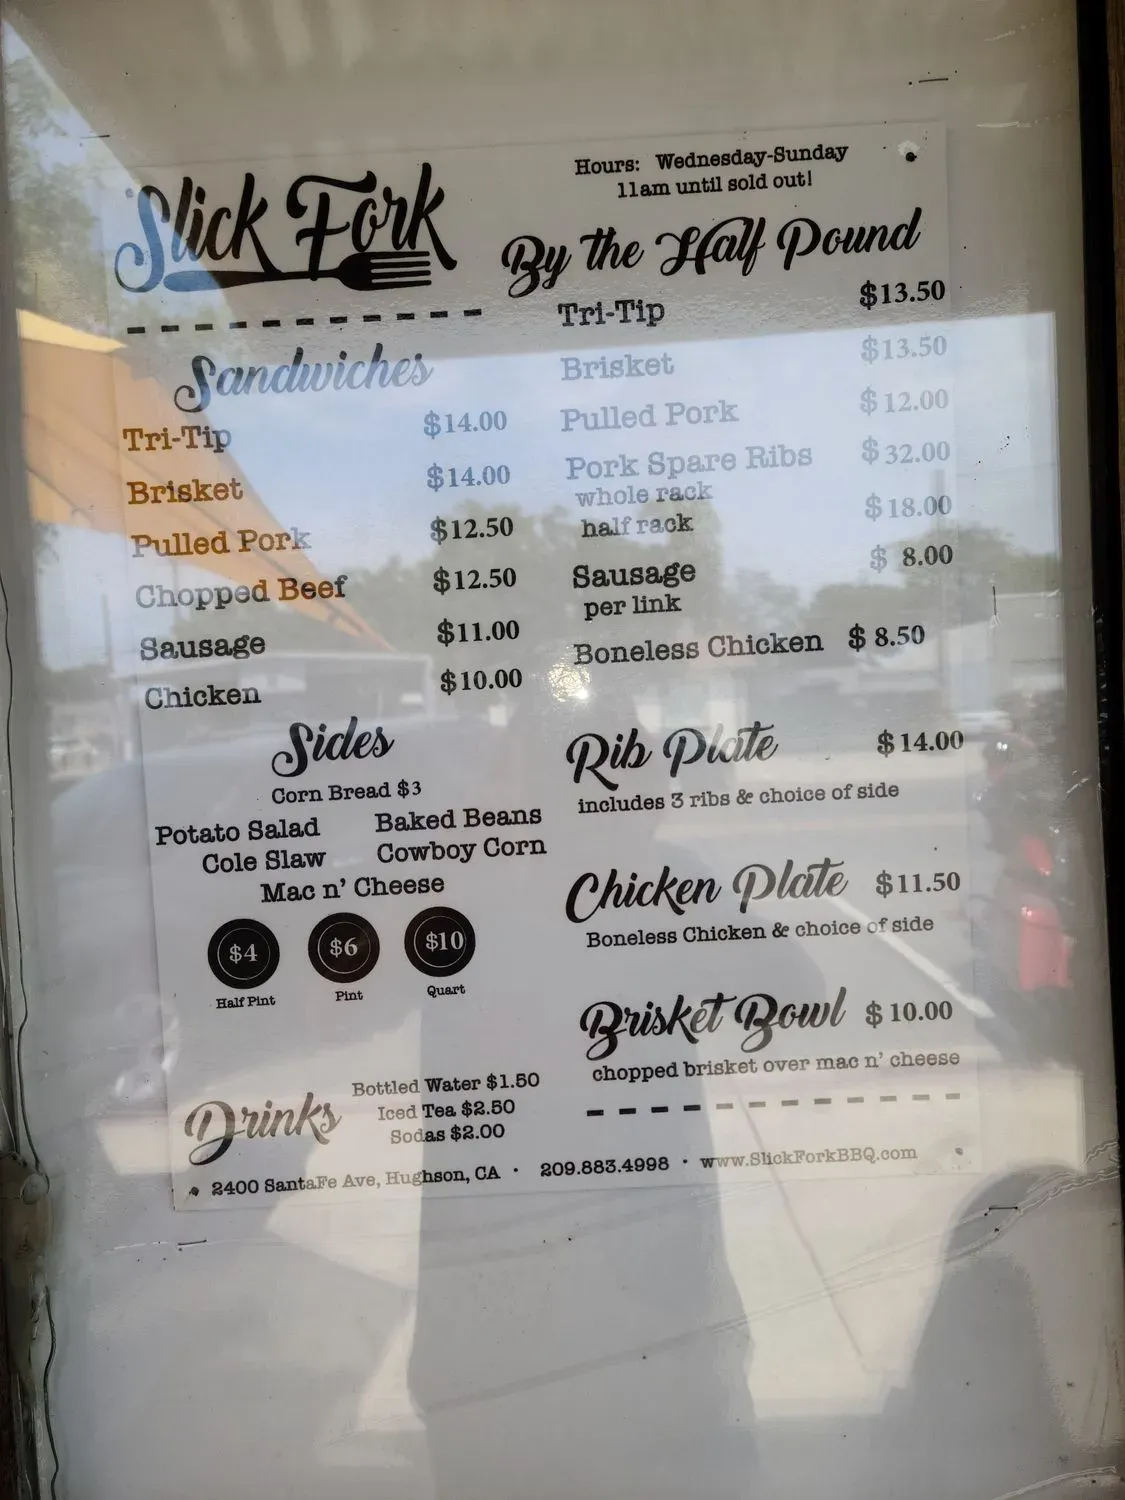 Slick Fork
Hours: Wednesday-Sunday
11am until sold out!
Sandwiches
Tri-Tip $14.00
Brisket $14.00
Pulled Pork $12.50
Chopped Beef $12.50
Sausage $11.00
Chicken $10.00
Sides
Corn Bread $3
Potato Salad Baked Beans
Cole Slaw Cowboy Corn
Mac n' Cheese
$4 $6 $10
Half Pint Pint Quart
Drinks
Bottled Water $1.50
Iced Tea $2.50
Sodas $2.00
By the Half Pound
Tri-Tip $13.50
Brisket $13.50
Pulled Pork $12.00
Pork Spare Ribs $32.00
whole rack
half rack $18.00
Sausage $ 8.00
per link
Boneless Chicken $ 8.50
Rib Plate $14.00
includes 3 ribs & choice of side
Chicken Plate $11.50
Boneless Chicken & choice of side
Brisket Bowl $10.00
chopped brisket over mac n' cheese
2400 SantaFe Ave, Hughson, CA · 209.883.4998 · www.SlickForkBBQ.com